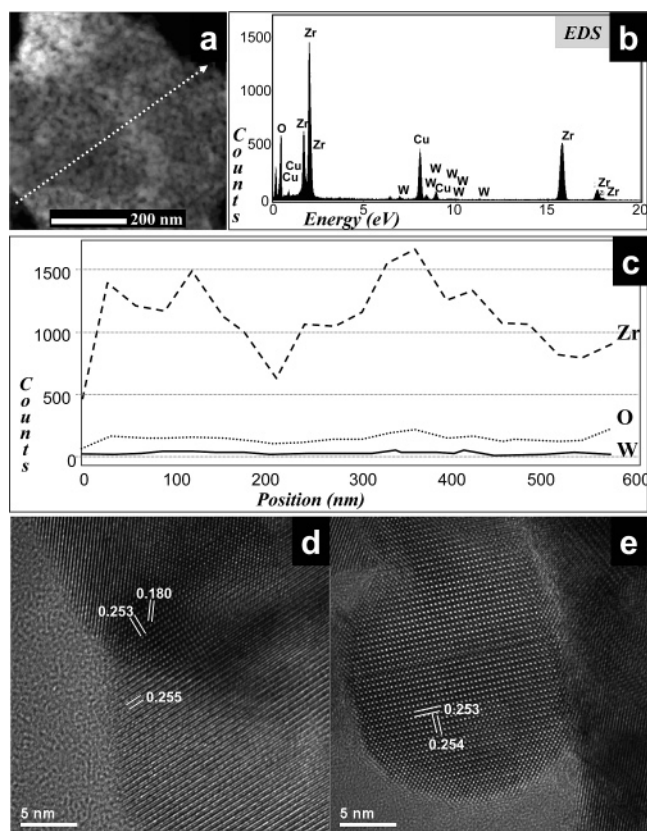 a
200 nm
b
EDS
1500
1000
500
0
Counts
O
Cu
Cu
Zr
Zr
Zr
W
Cu
W
W
Cu
W
W
W
W
Zr
Zr
Zr
0
5
10
15
20
Energy (eV)
c
1500
1000
500
0
Counts
Zr
O
W
0
100
200
300
400
500
600
Position (nm)
d
0.253
0.180
0.255
5 nm
e
0.253
0.254
5 nm